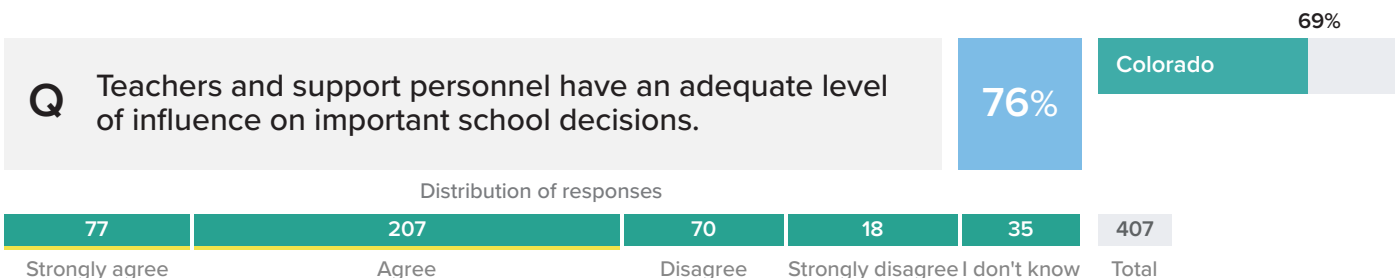 69%
Q Teachers and support personnel have an adequate level
of influence on important school decisions.
76%
Colorado
Distribution of responses
77 207 70 18 35 407
Strongly agree Agree Disagree Strongly disagree I don't know Total